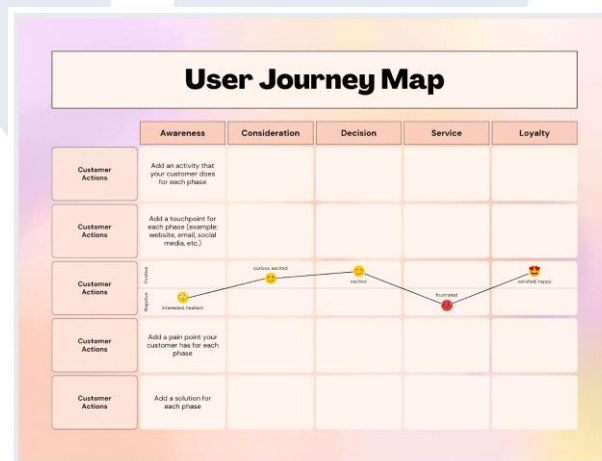 User Journey Map
Awareness Consideration Decision Service Loyalty
Customer
Actions
Add an activity that
your customer does
for each phase
Customer
Actions
Add a touchpoint for
each phase (example:
website, email, social
media, etc.)
Customer
Actions
Positive
Negative
interested, hesitant
curious, excited
excited
frustrated
satisfied, happy
Customer
Actions
Add a pain point your
customer has for each
phase
Customer
Actions
Add a solution for
each phase